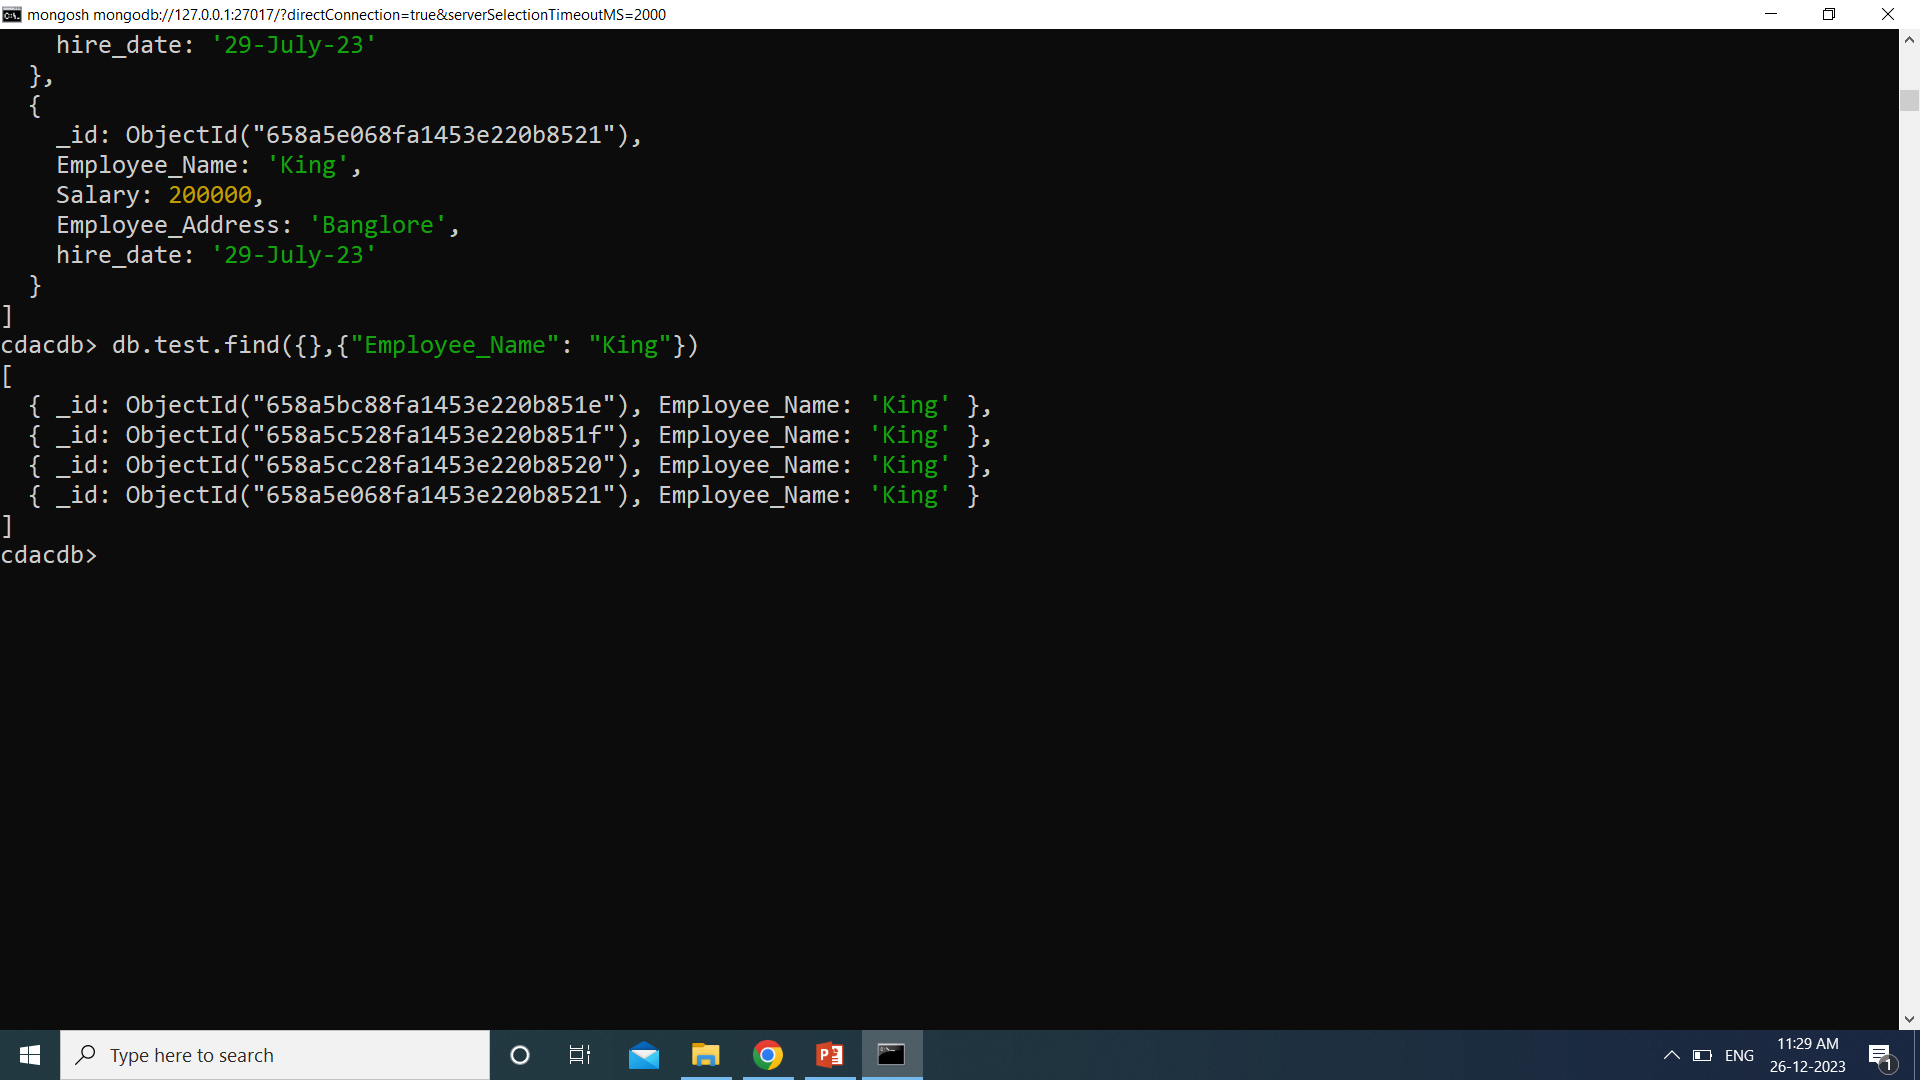 mongosh mongodb://127.0.0.1:27017/?directConnection=true&serverSelectionTimeoutMS=2000
hire_date: '29-July-23'
},
{
_id: ObjectId("658a5e068fa1453e220b8521"),
Employee_Name: 'King',
Salary: 200000,
Employee_Address: 'Banglore',
hire_date: '29-July-23'
}
]
cdacdb> db.test.find({},{"Employee_Name": "King"})
[
{ _id: ObjectId("658a5bc88fa1453e220b851e"), Employee_Name: 'King' },
{ _id: ObjectId("658a5c528fa1453e220b851f"), Employee_Name: 'King' },
{ _id: ObjectId("658a5cc28fa1453e220b8520"), Employee_Name: 'King' },
{ _id: ObjectId("658a5e068fa1453e220b8521"), Employee_Name: 'King' }
]
cdacdb>
Type here to search
ENG
11:29 AM
26-12-2023
1